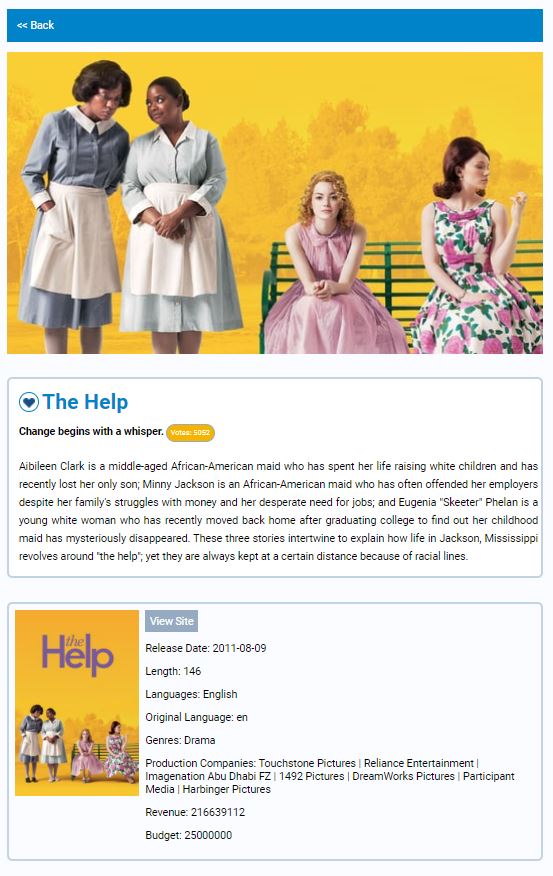 << Back
The Help
Change begins with a whisper. Votes: 5052
Aibileen Clark is a middle-aged African-American maid who has spent her life raising white children and has
recently lost her only son; Minny Jackson is an African-American maid who has often offended her employers
despite her family's struggles with money and her desperate need for jobs; and Eugenia "Skeeter" Phelan is a
young white woman who has recently moved back home after graduating college to find out her childhood
maid has mysteriously disappeared. These three stories intertwine to explain how life in Jackson, Mississippi
revolves around "the help"; yet they are always kept at a certain distance because of racial lines.
the
Help
View Site
Release Date: 2011-08-09
Length: 146
Languages: English
Original Language: en
Genres: Drama
Production Companies: Touchstone Pictures | Reliance Entertainment |
Imagenation Abu Dhabi FZ | 1492 Pictures | DreamWorks Pictures | Participant
Media | Harbinger Pictures
Revenue: 216639112
Budget: 25000000